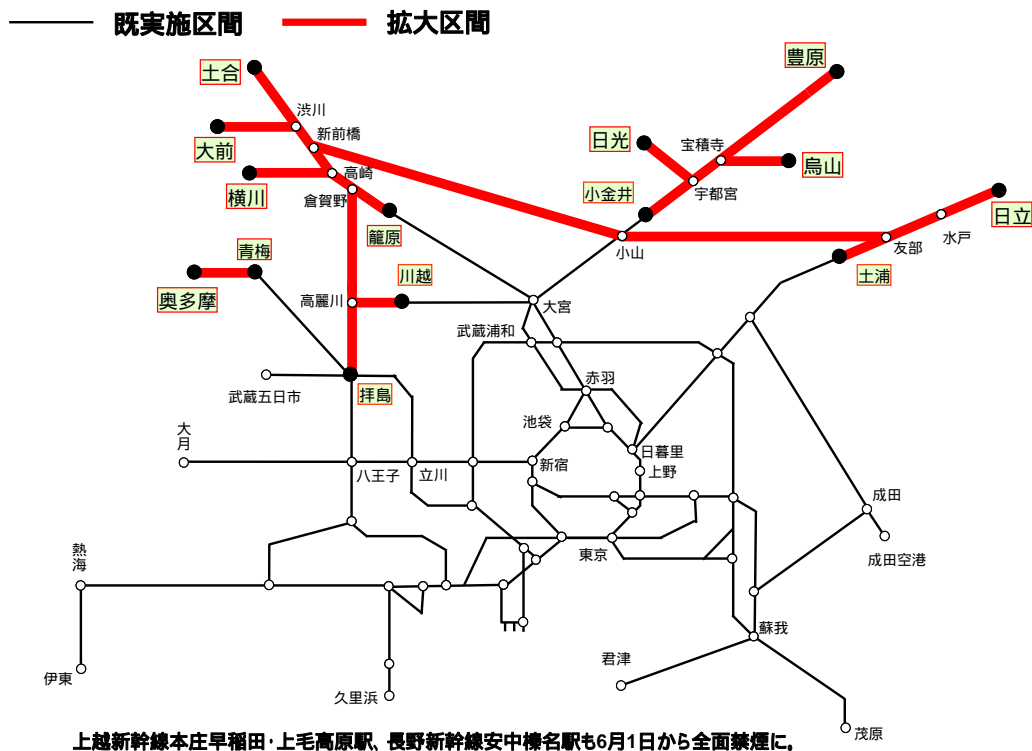 既実施区間
拡大区間
土合
豊原
渋川
新前橋
大前
日光
宝積寺
烏山
高崎
横川
倉賀野
小金井
宇都宮
日立
籠原
水戸
友部
小山
青梅
川越
土浦
奥多摩
高麗川
大宮
武蔵浦和
赤羽
武蔵五日市
拝島
池袋
大月
日暮里
新宿
上野
八王子
立川
成田
東京
熱海
成田空港
蘇我
君津
伊東
久里浜
茂原
上越新幹線本庄早稲田・上毛高原駅、長野新幹線安中榛名駅も6月1日から全面禁煙に。